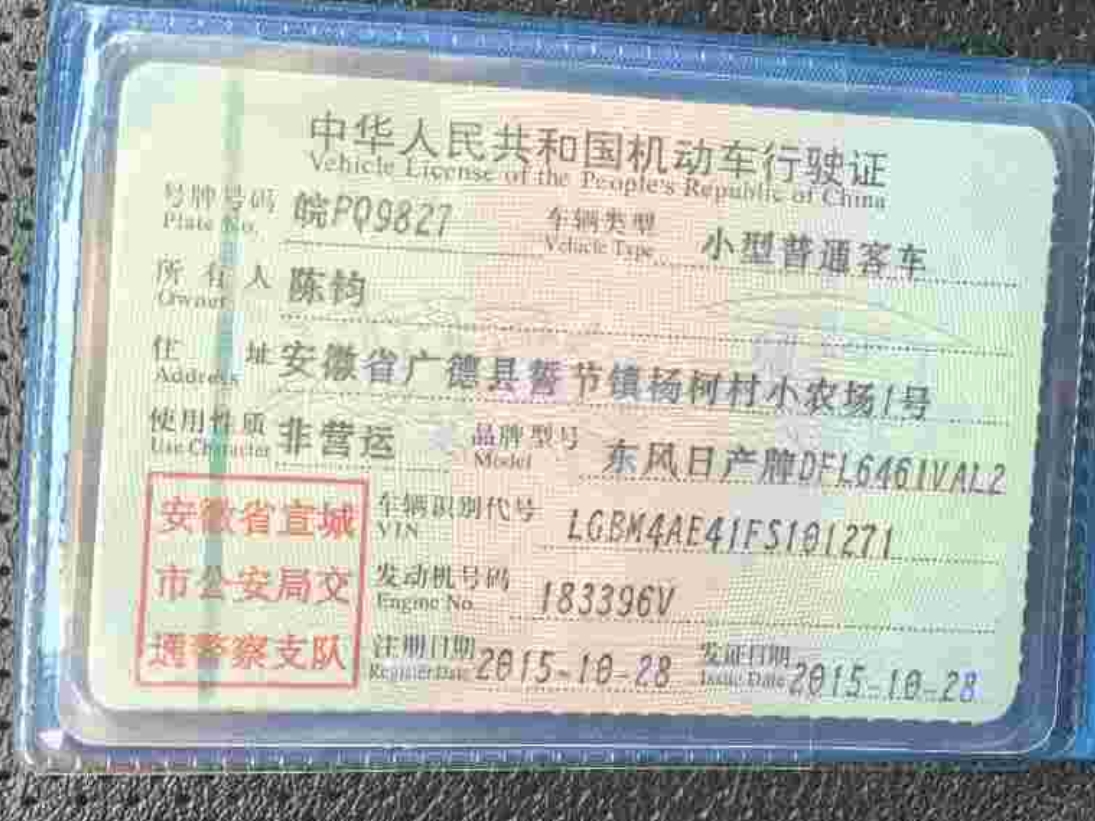 中华人民共和国机动车行驶证
Vehicle License of the People's Republic of China
号牌号码 皖PQ9827 车辆类型 小型普通客车
Plate No. Vehicle Type
所有人 陈钧
Owner
住址 安徽省广德县誓节镇杨柯村小农场1号
Address
使用性质 非营运 品牌型号 东风日产牌DFL6461VAL2
Use Character Model
安徽省宣城
市公安局交
通警察支队
车辆识别代号 LGBM4AE41FS101271
VIN
发动机号码 183396V
Engine No.
注册日期 2015-10-28 发证日期 2015-10-28
Register Date Issue Date